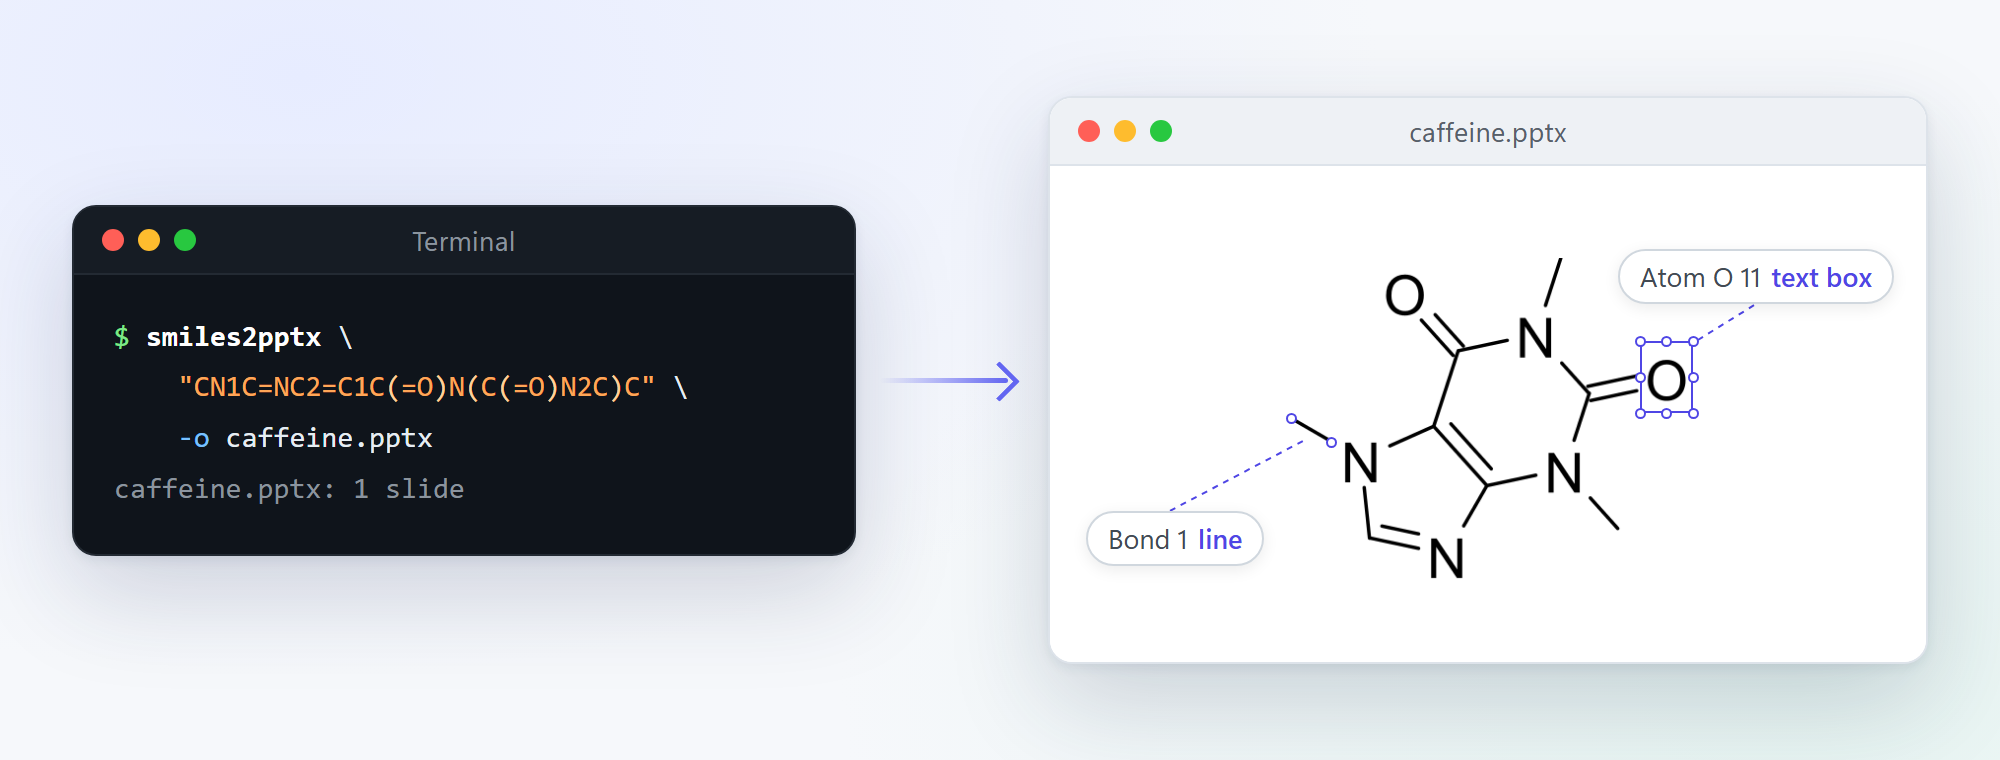 Terminal
$ smiles2pptx \
"CN1C=NC2=C1C(=O)N(C(=O)N2C)C" \
-o caffeine.pptx
caffeine.pptx: 1 slide
caffeine.pptx
Atom O 11 text box
O
N
O
N
N
N
Bond 1 line